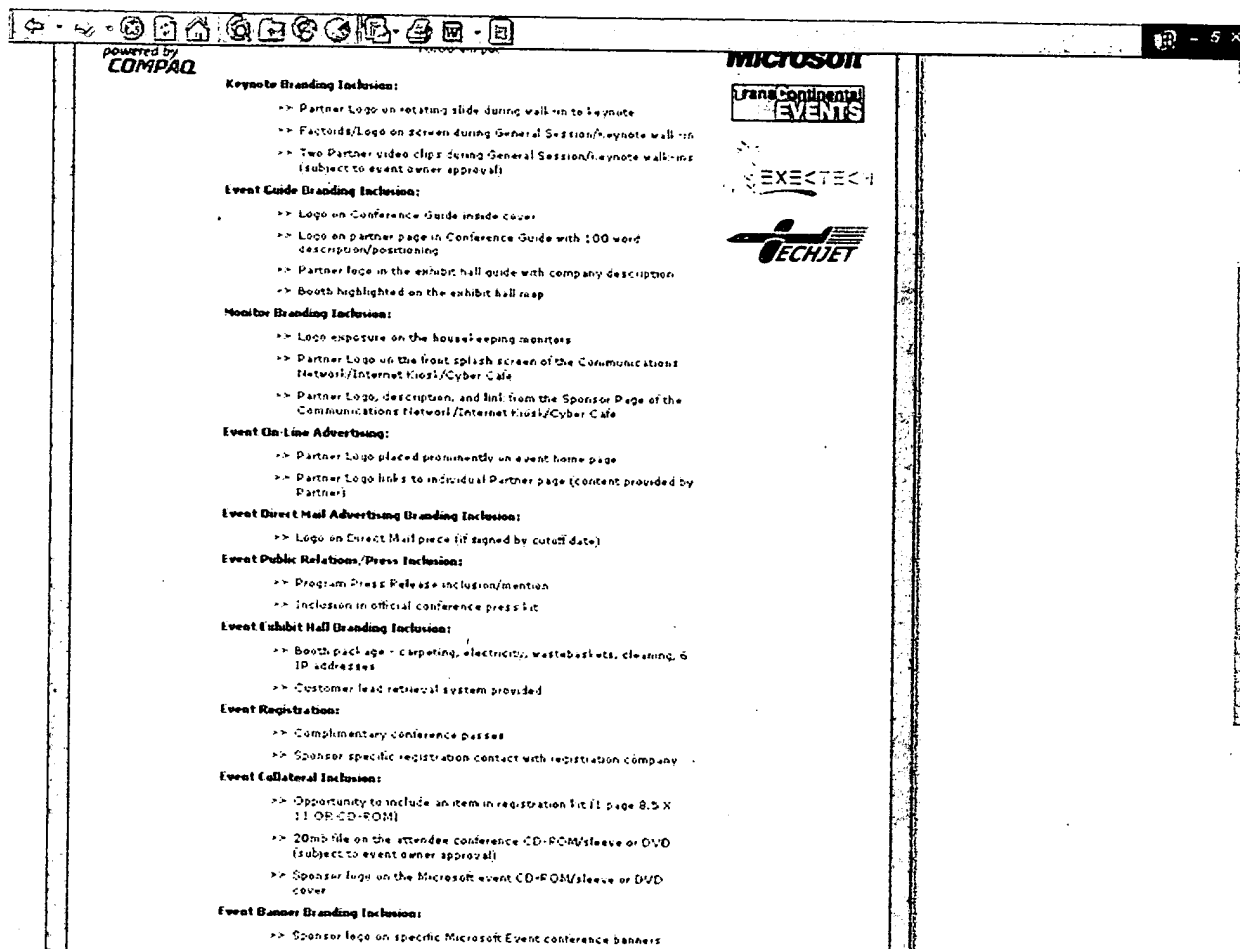 powered by
COMPAQ
Microsoft
TransContinental
EVENTS
EXECTECH
TECHJET
Keynote Branding Inclusion:
>> Partner Logo on rotating slide during walk-in to keynote
>> Factoids/Logo on screen during General Session/Keynote walk-in
>> Two Partner video clips during General Session/Keynote walk-ins
(subject to event owner approval)
Event Guide Branding Inclusion:
>> Logo on Conference Guide inside cover
>> Logo on partner page in Conference Guide with 100 word
description/positioning
>> Partner logo in the exhibit hall guide with company description
>> Booth highlighted on the exhibit hall map
Monitor Branding Inclusion:
>> Logo exposure on the housekeeping monitors
>> Partner Logo on the front splash screen of the Communications
Network/Internet Kiosk/Cyber Cafe
>> Partner Logo, description, and link from the Sponsor Page of the
Communications Network/Internet Kiosk/Cyber Cafe
Event On-Line Advertising:
>> Partner Logo placed prominently on event home page
>> Partner Logo links to individual Partner page (content provided by
Partner)
Event Direct Mail Advertising Branding Inclusion:
>> Logo on Direct Mail piece (if signed by cutoff date)
Event Public Relations/Press Inclusion:
>> Program Press Release inclusion/mention
>> Inclusion in official conference press kit
Event Exhibit Hall Branding Inclusion:
>> Booth package - carpeting, electricity, wastebaskets, cleaning, 6
IP addresses
>> Customer lead retrieval system provided
Event Registration:
>> Complimentary conference passes
>> Sponsor specific registration contact with registration company
Event Collateral Inclusion:
>> Opportunity to include an item in registration kit (1 page 8.5 X
11 OR CD-ROM)
>> 20mb file on the attendee conference CD-ROM/sleeve or DVD
(subject to event owner approval)
>> Sponsor logo on the Microsoft event CD-ROM/sleeve or DVD
cover
Event Banner Branding Inclusion:
>> Sponsor logo on specific Microsoft Event conference banners